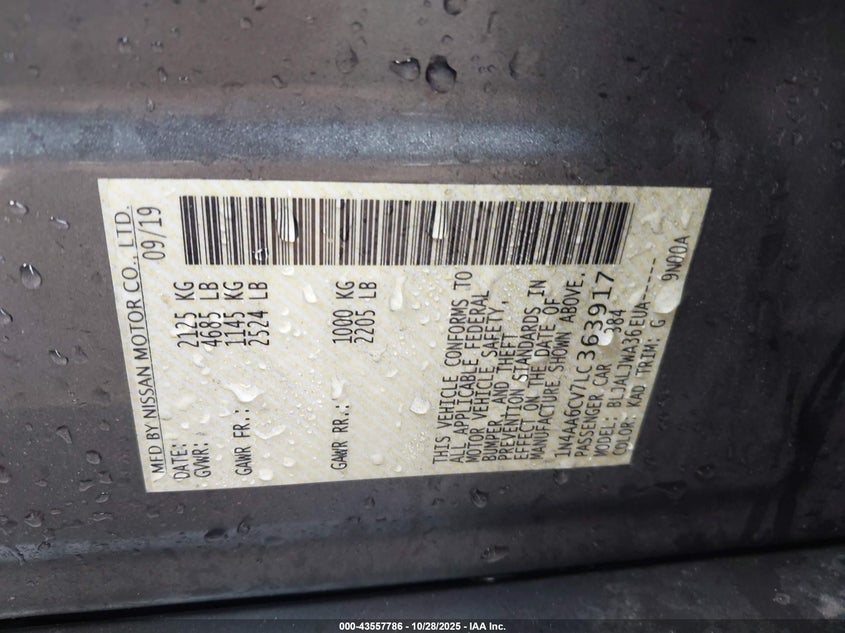 MFD BY NISSAN MOTOR CO., LTD.
DATE: 09/19
GVWR: 2125 KG
4685 LB
GAWR FR.: 1145 KG
2524 LB
GAWR RR.: 1000 KG
2205 LB
THIS VEHICLE CONFORMS TO
ALL APPLICABLE FEDERAL
MOTOR VEHICLE SAFETY,
BUMPER, AND THEFT
PREVENTION STANDARDS IN
EFFECT ON THE DATE OF
MANUFACTURE SHOWN ABOVE.
1N4AA6CV7LC363917
PASSENGER CAR 984
MODEL: BLJALJWA36EUA-----
COLOR: KAD TRIM: G 9N00A
000-43557786 - 10/28/2025 - IAA Inc.